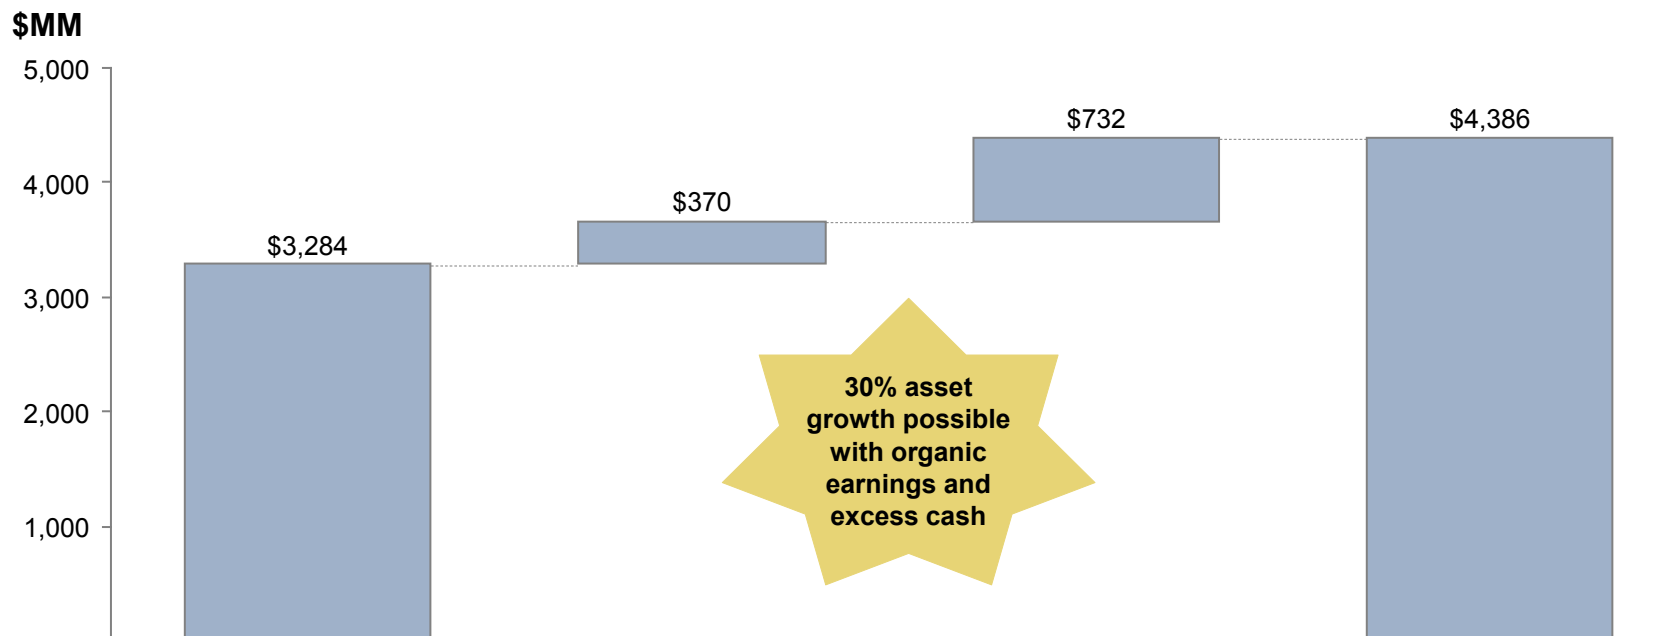 $MM
5,000
$732
$4,386
4,000
$370
$3,284
3,000
30% asset
growth possible
2,000
with organic
earnings and
excess cash
1,000